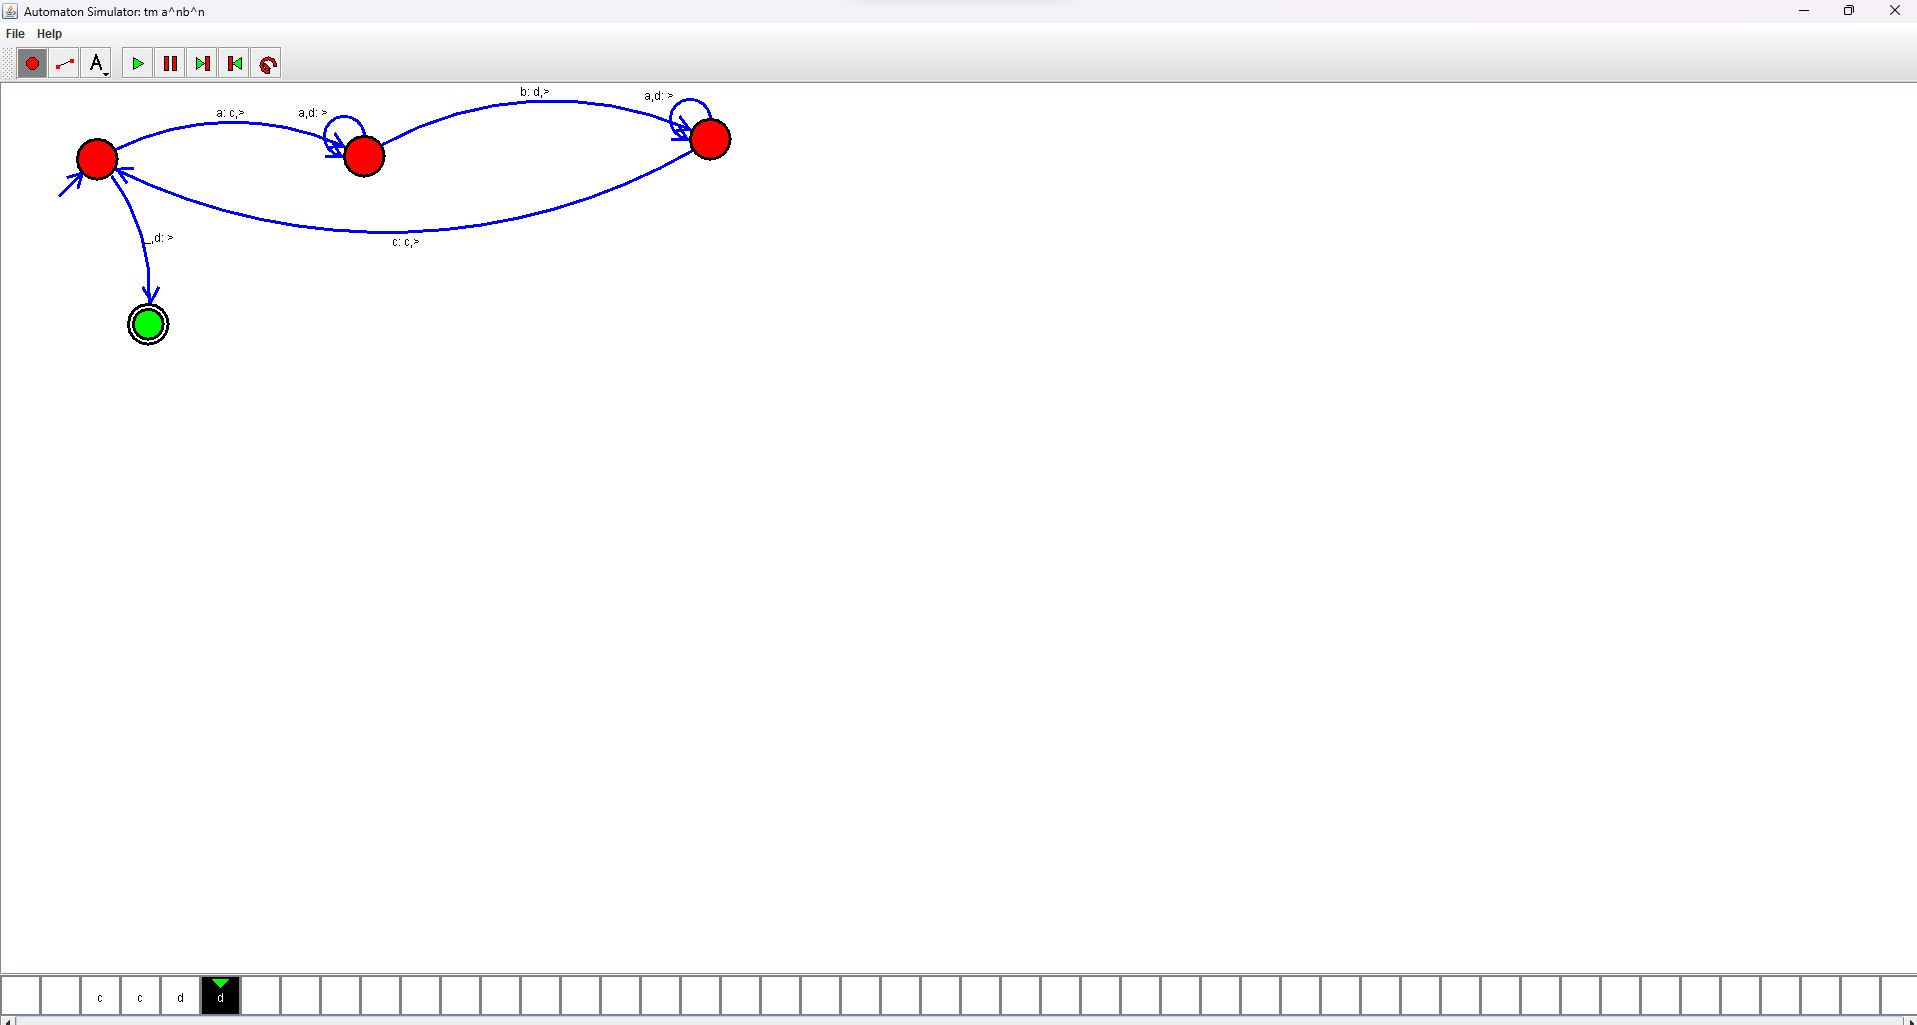 Automaton Simulator: tm a^nb^n
File Help
A
b: d,>
a,d: >
a: c,>
a,d: >
_,d: >
c: c,>
c c d d